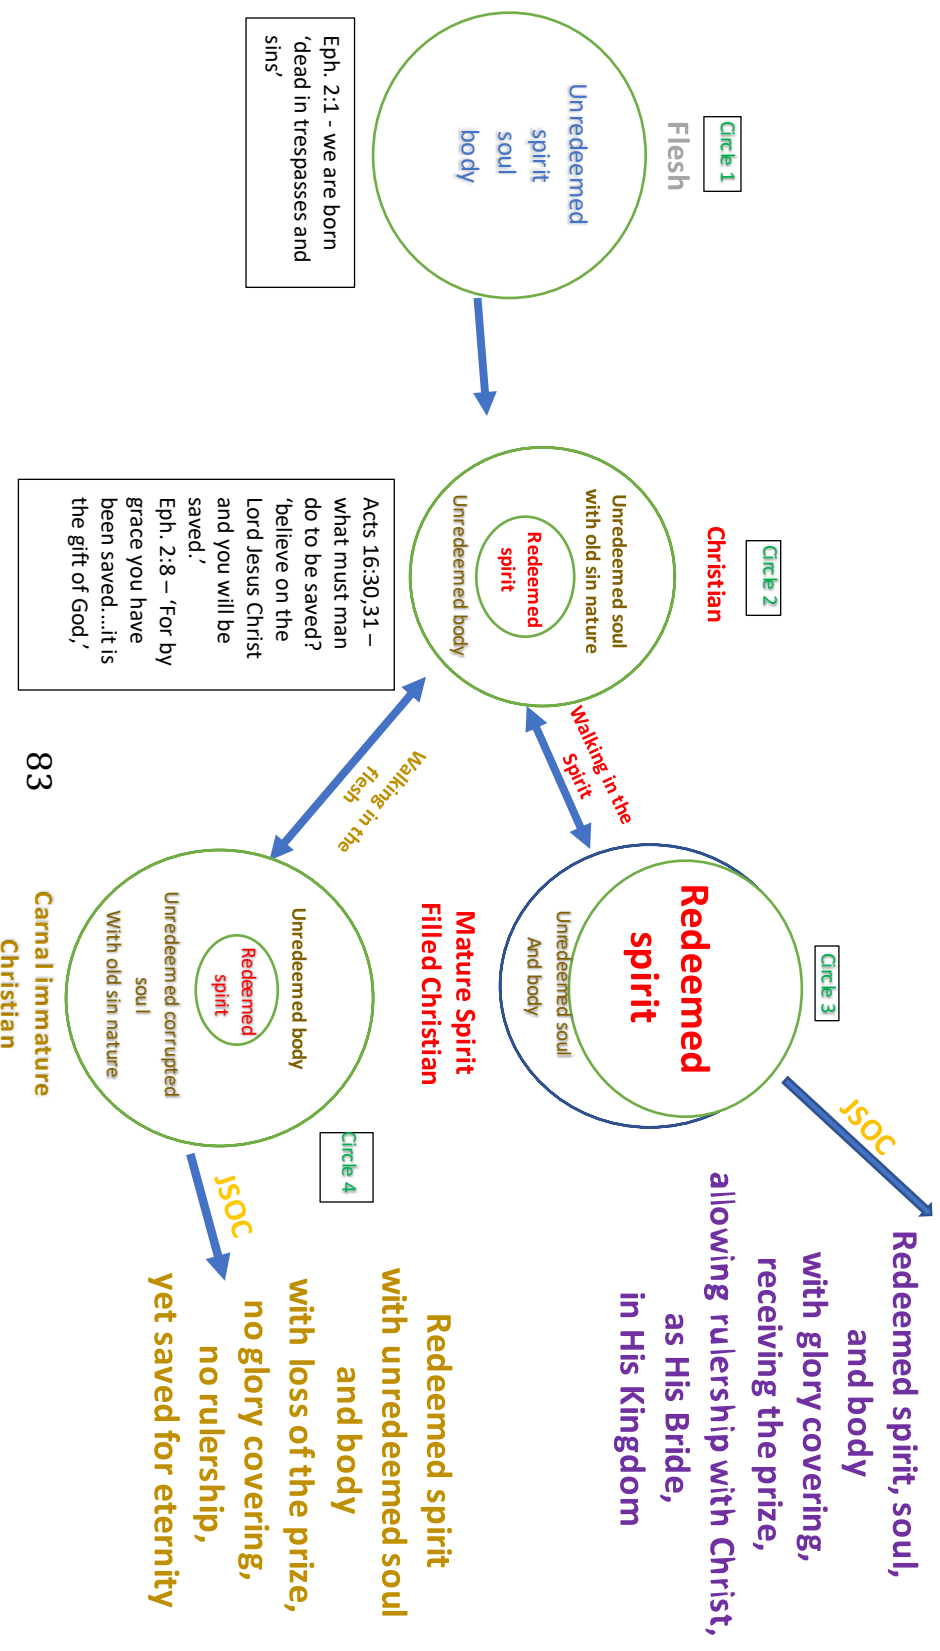 Circle 1
Flesh
Unredeemed
spirit
soul
body
Eph. 2:1 - we are born
‘dead in trespasses and
sins’
Circle 2
Christian
Unredeemed soul
with old sin nature
Redeemed
spirit
Unredeemed body
Acts 16:30,31 –
what must man
do to be saved?
‘believe on the
Lord Jesus Christ
and you will be
saved.’
Eph. 2:8 – ‘For by
grace you have
been saved....it is
the gift of God,’
Walking in the
Spirit
Walking in the
flesh
Circle 3
Redeemed
spirit
Unredeemed soul
And body
Mature Spirit
Filled Christian
JSOC
Redeemed spirit, soul,
and body
with glory covering,
receiving the prize,
allowing rulership with Christ,
as His Bride,
in His Kingdom
Circle 4
Unredeemed body
Redeemed
spirit
Unredeemed corrupted
soul
With old sin nature
Carnal immature
Christian
JSOC
Redeemed spirit
with unredeemed soul
and body
with loss of the prize,
no glory covering,
no rulership,
yet saved for eternity
83